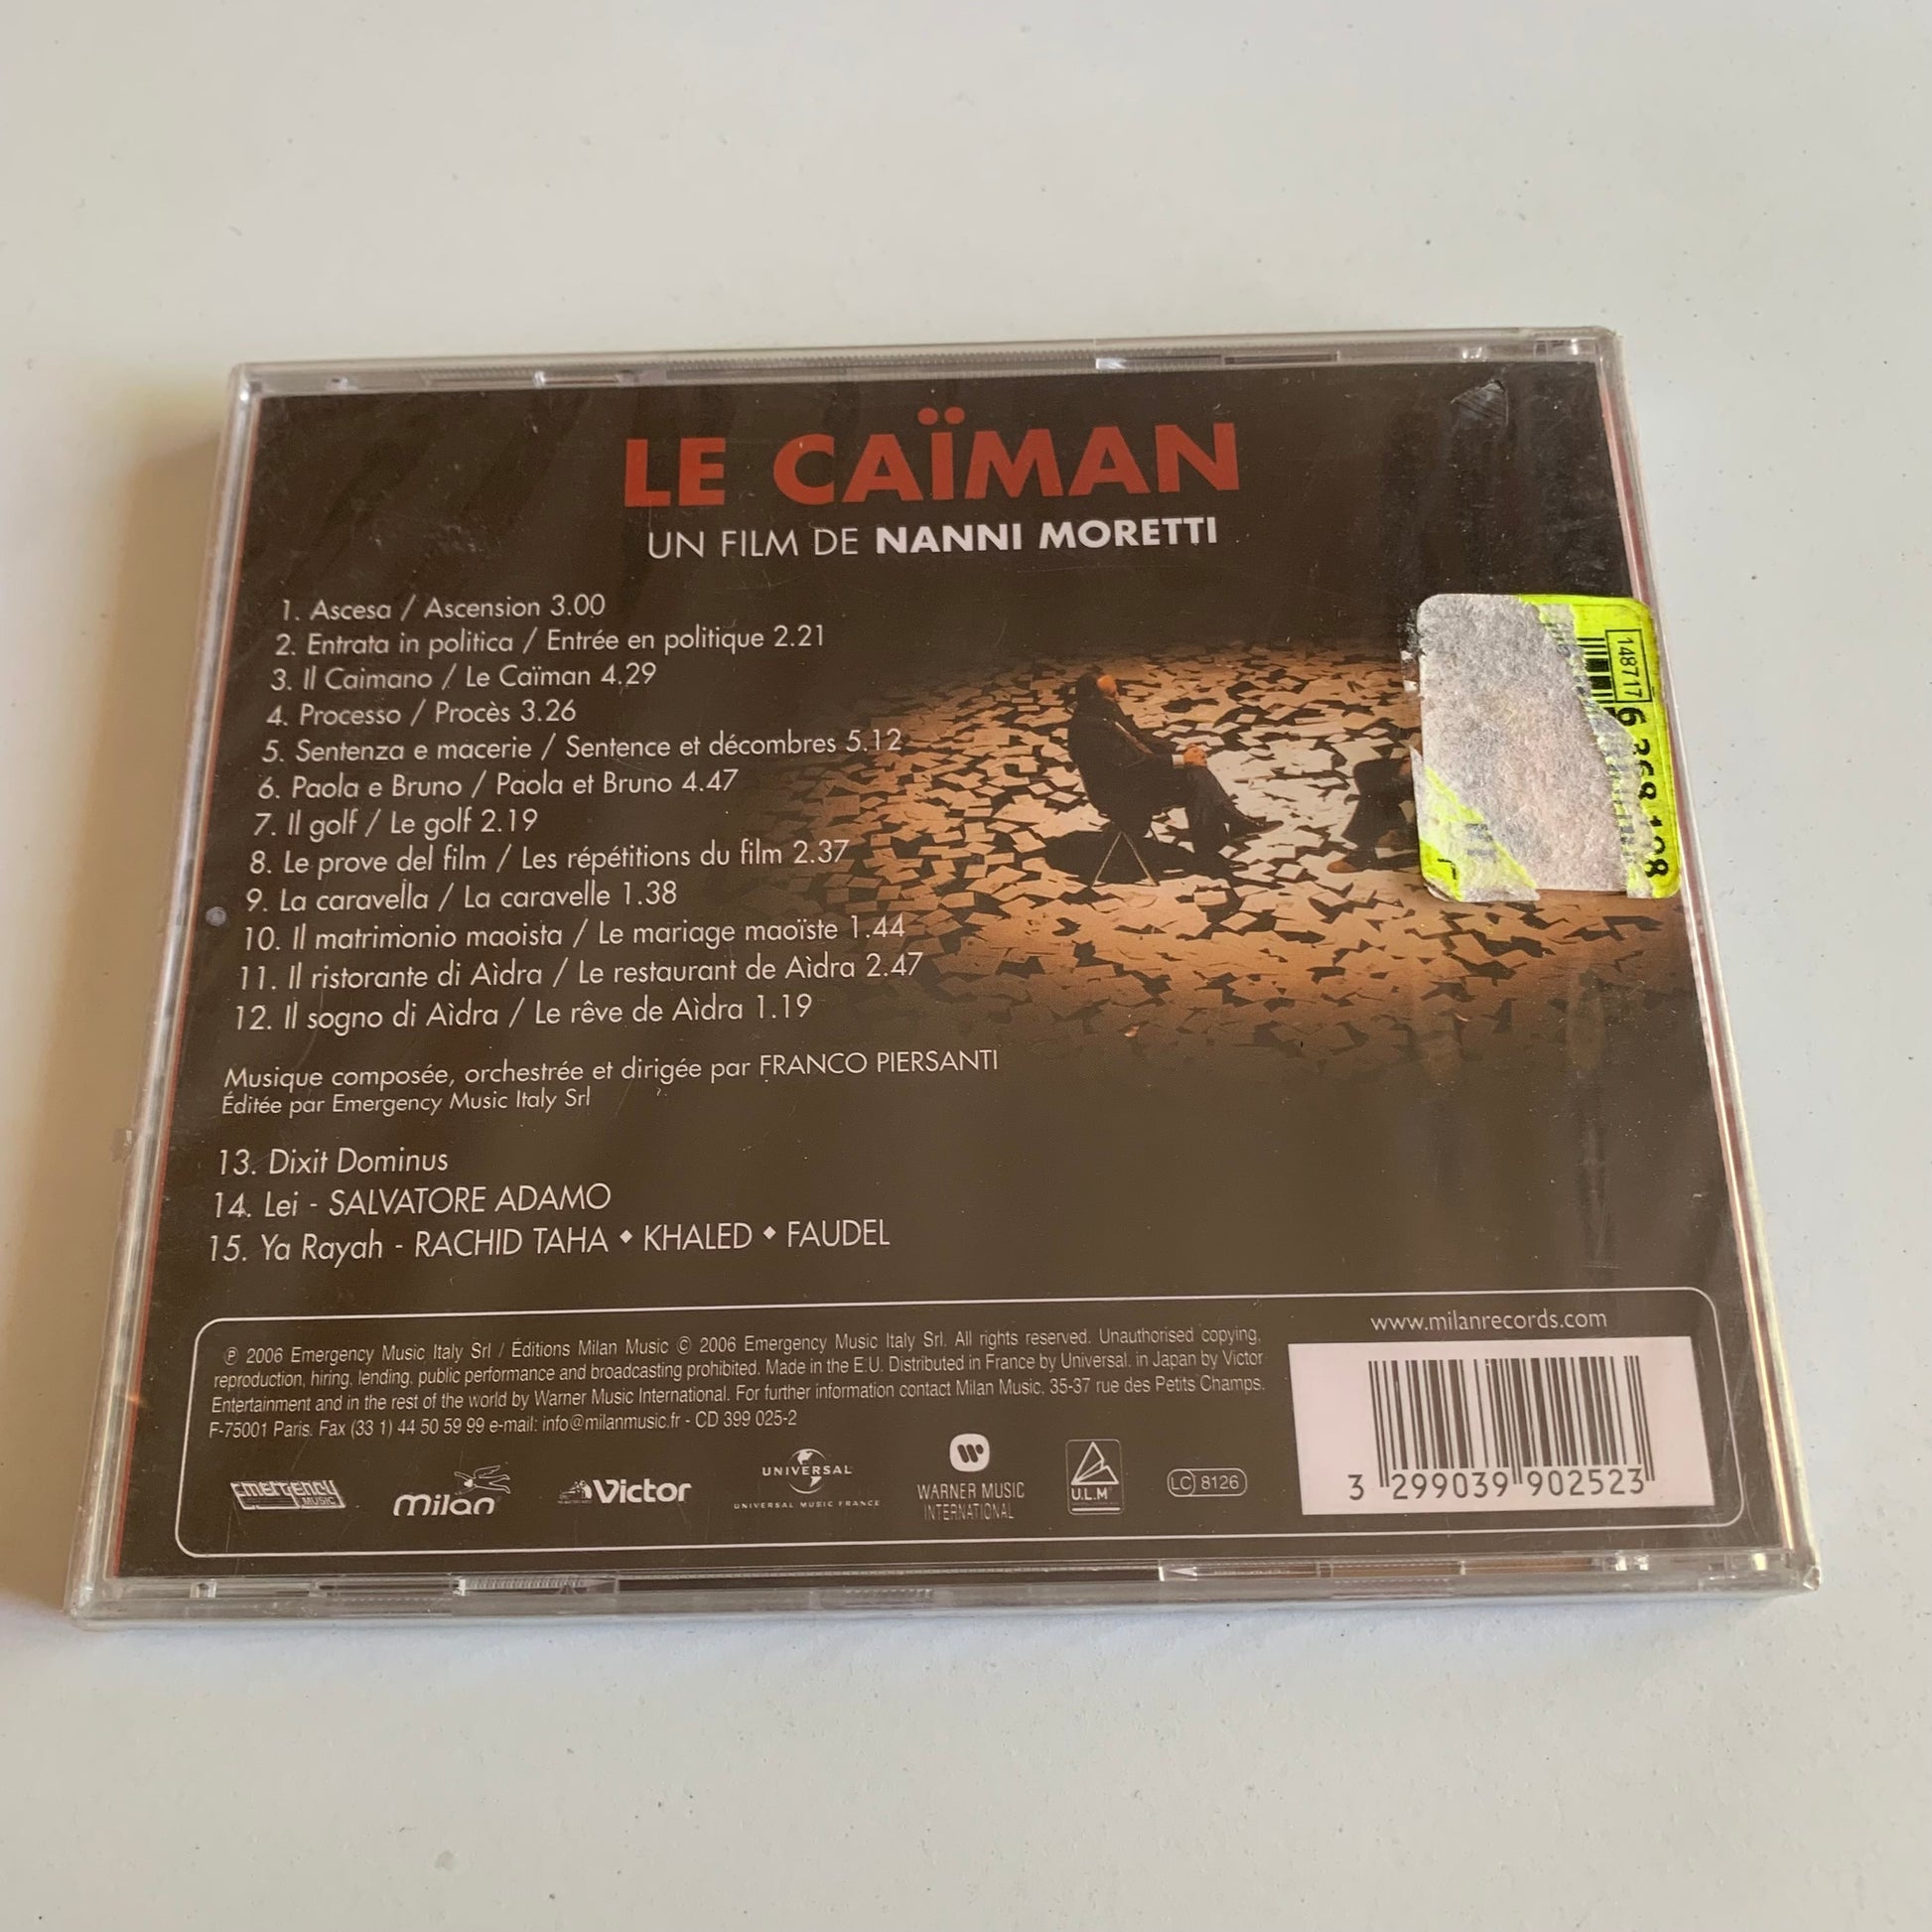 LE CAÏMAN
UN FILM DE NANNI MORETTI
1. Ascesa / Ascension 3.00
2. Entrata in politica / Entrée en politique 2.21
3. Il Caimano / Le Caïman 4.29
4. Processo / Procès 3.26
5. Sentenza e macerie / Sentence et décombres 5.12
6. Paola e Bruno / Paola et Bruno 4.47
7. Il golf / Le golf 2.19
8. Le prove del film / Les répétitions du film 2.37
9. La caravella / La caravelle 1.38
10. Il matrimonio maoista / Le mariage maoïste 1.44
11. Il ristorante di Aìdra / Le restaurant de Aìdra 2.47
12. Il sogno di Aìdra / Le rêve de Aìdra 1.19
Musique composée, orchestrée et dirigée par FRANCO PIERSANTI
Éditée par Emergency Music Italy Srl
13. Dixit Dominus
14. Lei - SALVATORE ADAMO
15. Ya Rayah - RACHID TAHA ◆ KHALED ◆ FAUDEL
148717
℗ 2006 Emergency Music Italy Srl / Éditions Milan Music © 2006 Emergency Music Italy Srl. All rights reserved. Unauthorised copying,
reproduction, hiring, lending, public performance and broadcasting prohibited. Made in the E.U. Distributed in France by Universal. in Japan by Victor
Entertainment and in the rest of the world by Warner Music International. For further information contact Milan Music. 35-37 rue des Petits Champs.
F-75001 Paris. Fax (33 1) 44 50 59 99 e-mail: info@milanmusic.fr - CD 399 025-2
www.milanrecords.com
EMERGENCY MUSIC
milan
Victor
UNIVERSAL
UNIVERSAL MUSIC FRANCE
WARNER MUSIC
INTERNATIONAL
U.L.M
LC 8126
3 299039 902523